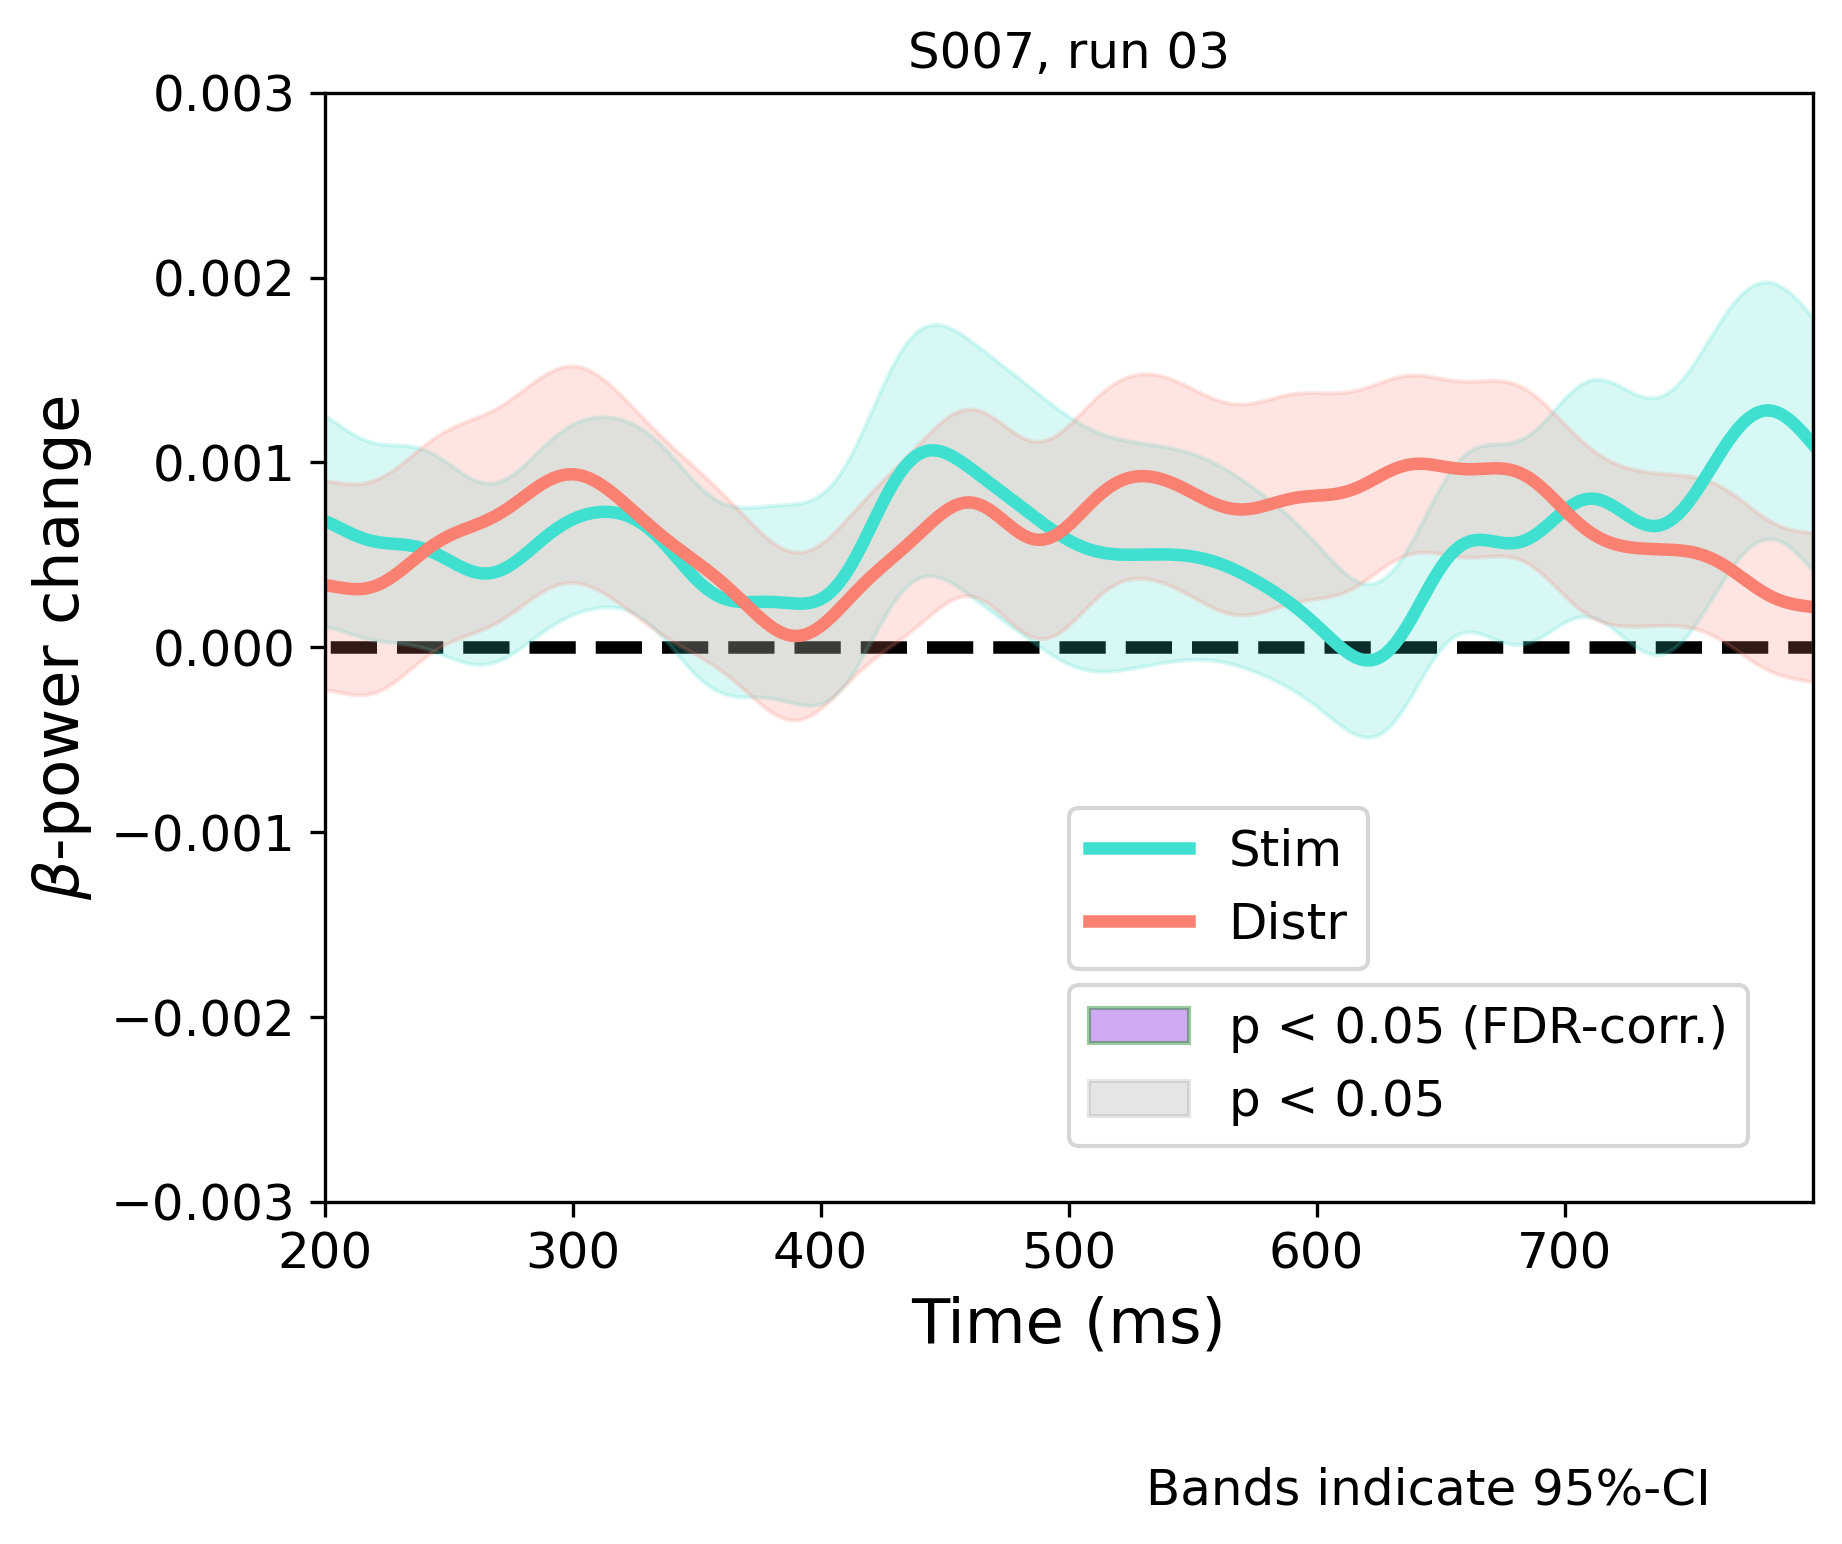 S007, run 03
0.003
0.002
0.001
0.000
−0.001
−0.002
−0.003
β-power change
Stim
Distr
p < 0.05 (FDR-corr.)
p < 0.05
200 300 400 500 600 700
Time (ms)
Bands indicate 95%-CI